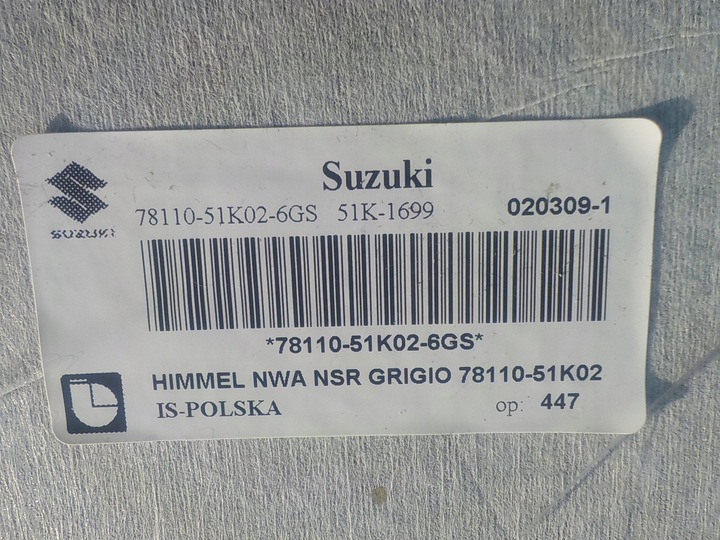 Suzuki
SUZUKI
78110-51K02-6GS 51K-1699 020309-1
*78110-51K02-6GS*
HIMMEL NWA NSR GRIGIO 78110-51K02
IS-POLSKA op: 447